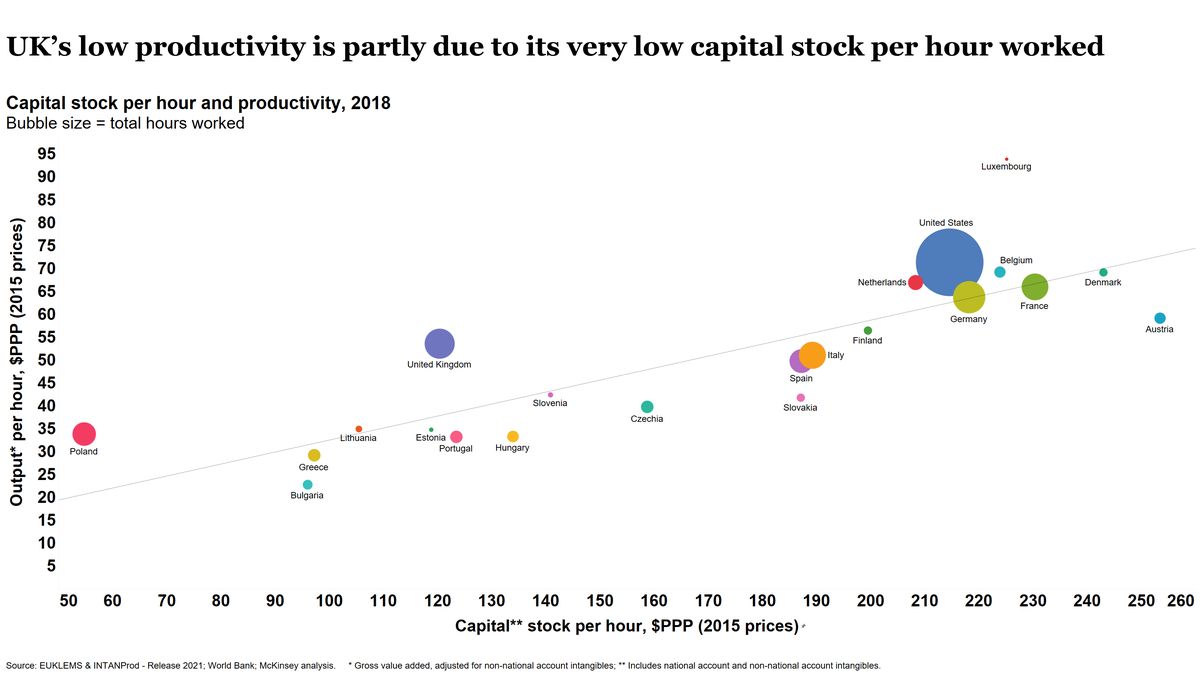 UK’s low productivity is partly due to its very low capital stock per hour worked
Capital stock per hour and productivity, 2018
Bubble size = total hours worked
Output* per hour, $PPP (2015 prices)
95
90
85
80
75
70
65
60
55
50
45
40
35
30
25
20
15
10
5
Luxembourg
United States
Belgium
Netherlands
Denmark
France
Germany
Austria
Finland
Italy
Spain
United Kingdom
Slovakia
Slovenia
Czechia
Lithuania
Estonia
Portugal
Hungary
Poland
Greece
Bulgaria
50 60 70 80 90 100 110 120 130 140 150 160 170 180 190 200 210 220 230 240 250 260
Capital** stock per hour, $PPP (2015 prices)
Source: EUKLEMS & INTANProd - Release 2021; World Bank; McKinsey analysis. * Gross value added, adjusted for non-national account intangibles; ** Includes national account and non-national account intangibles.